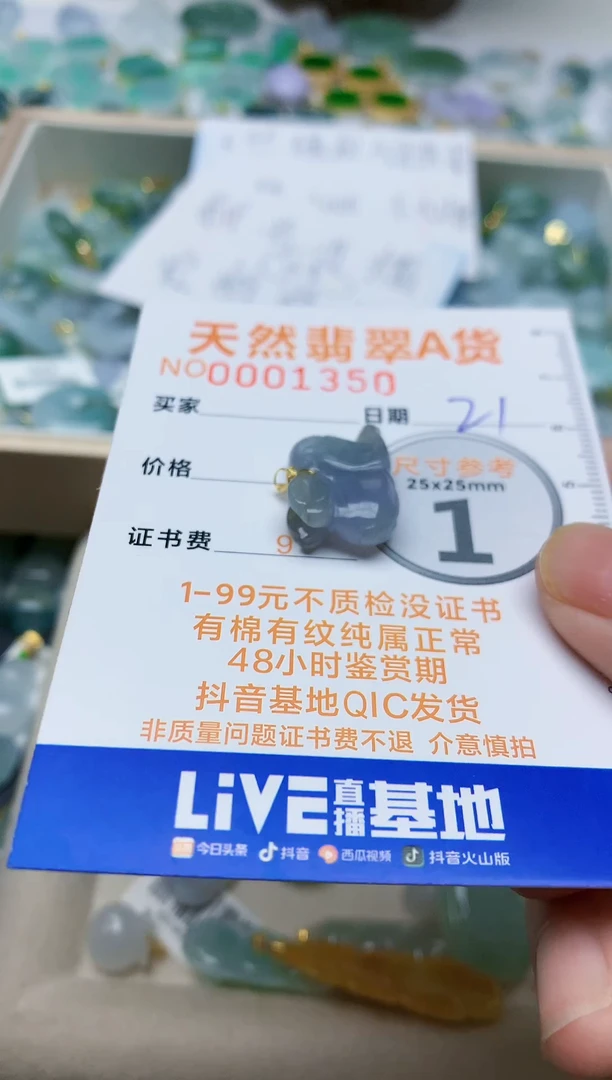 天然翡翠A货
NO0001350
买家 日期 21
价格
尺寸参考
25x25mm
1
证书费 9
1-99元不质检没证书
有棉有纹纯属正常
48小时鉴赏期
抖音基地QIC发货
非质量问题证书费不退 介意慎拍
LiVE直播基地
今日头条 抖音 西瓜视频 抖音火山版